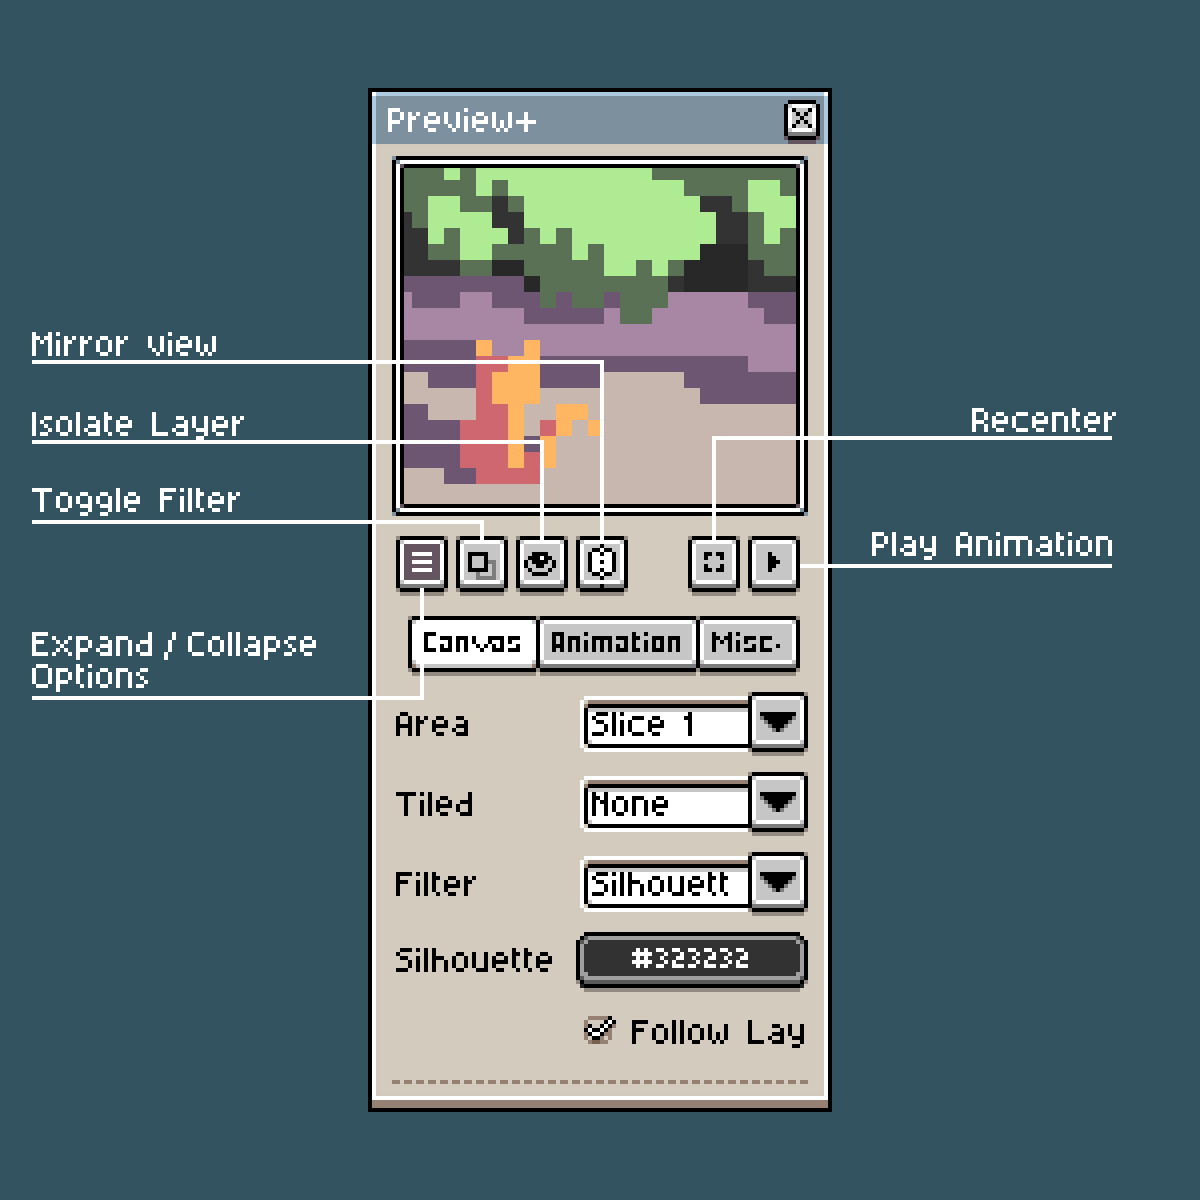 Preview+
Mirror view
Isolate Layer
Recenter
Toggle Filter
Play Animation
Expand / Collapse
Options
Canvas Animation Misc.
Area Slice 1
Tiled None
Filter Silhouett
Silhouette #323232
Follow Lay